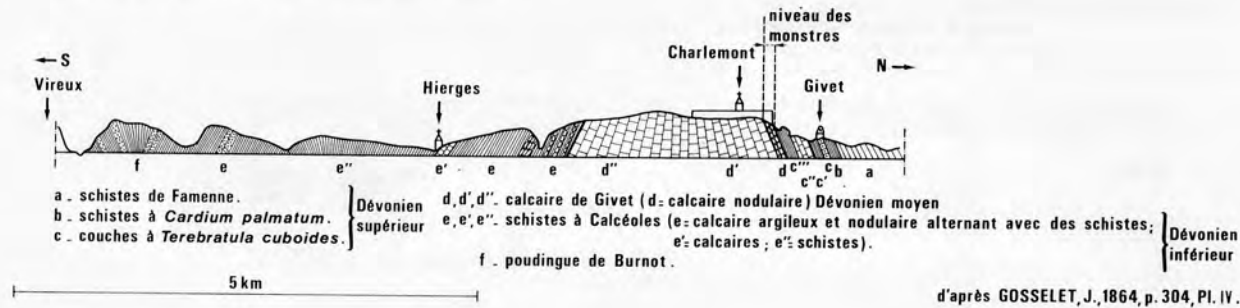 niveau des
monstres
← S
Vireux
Hierges
Charlemont
N →
Givet
f e e'' e' e e d'' d' d c''' c b a
c''c'
a _ schistes de Famenne.
b _ schistes à Cardium palmatum.
c _ couches à Terebratula cuboides.
Dévonien
supérieur
d,d',d''_ calcaire de Givet (d= calcaire nodulaire) Dévonien moyen
e,e',e''_ schistes à Calcéoles (e= calcaire argileux et nodulaire alternant avec des schistes;
e'= calcaires ; e''= schistes).
f _ poudingue de Burnot .
Dévonien
inférieur
5 km
d'après GOSSELET, J.,1864, p. 304, Pl. IV.